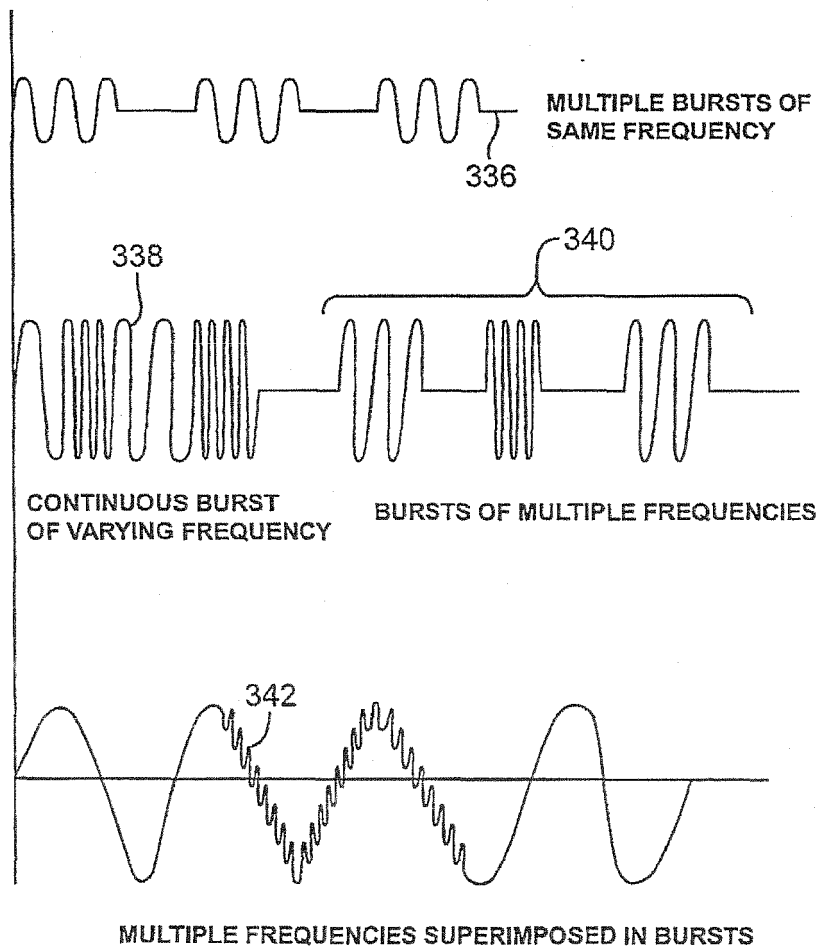 MULTIPLE BURSTS OF
SAME FREQUENCY
336
338
340
CONTINUOUS BURST
OF VARYING FREQUENCY
BURSTS OF MULTIPLE FREQUENCIES
342
MULTIPLE FREQUENCIES SUPERIMPOSED IN BURSTS